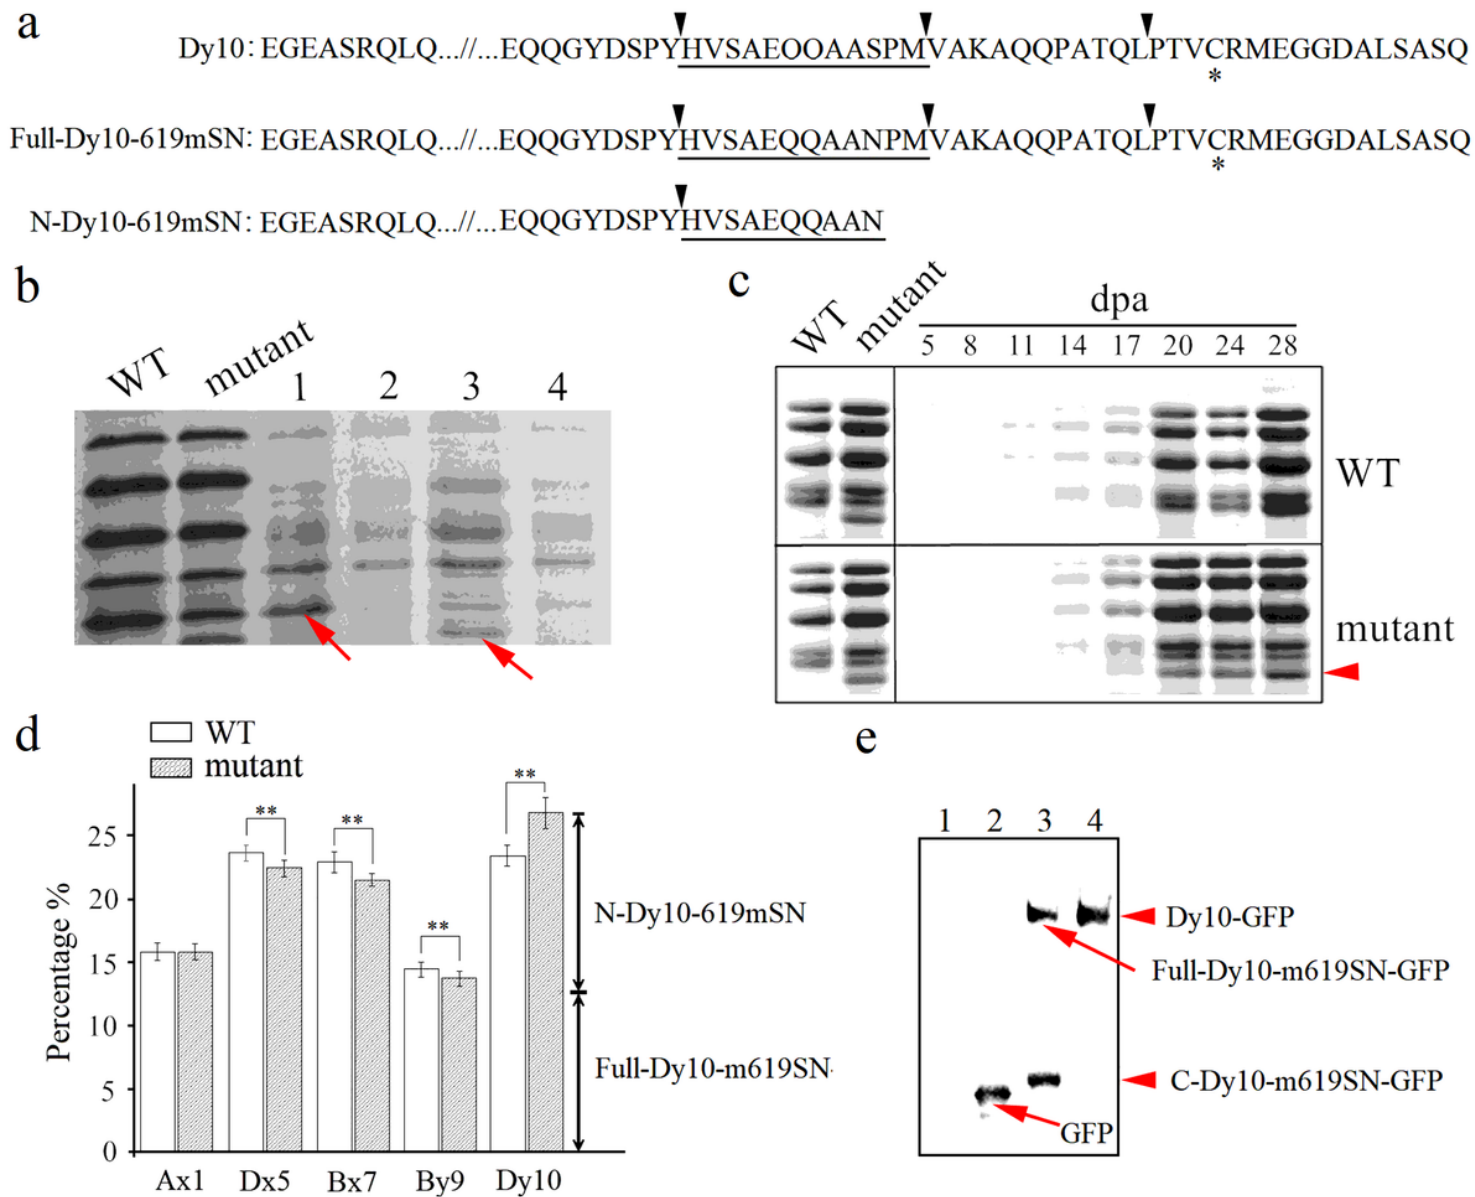 a
Dy10: EGEASRQLQ...//...EQQGYDSPYHVSAEQOAASPMVAKAQQPATQLPTVCRMEGGDALSASQ
*
Full-Dy10-619mSN: EGEASRQLQ...//...EQQGYDSPYHVSAEQQAANPMVAKAQQPATQLPTVCRMEGGDALSASQ
*
N-Dy10-619mSN: EGEASRQLQ...//...EQQGYDSPYHVSAEQQAAN
b
WT mutant 1 2 3 4
c
WT mutant
dpa
5 8 11 14 17 20 24 28
WT
mutant
d
WT
mutant
Percentage %
25
20
15
10
5
0
**
**
**
**
N-Dy10-619mSN
Full-Dy10-m619SN
Ax1 Dx5 Bx7 By9 Dy10
e
1 2 3 4
Dy10-GFP
Full-Dy10-m619SN-GFP
C-Dy10-m619SN-GFP
GFP